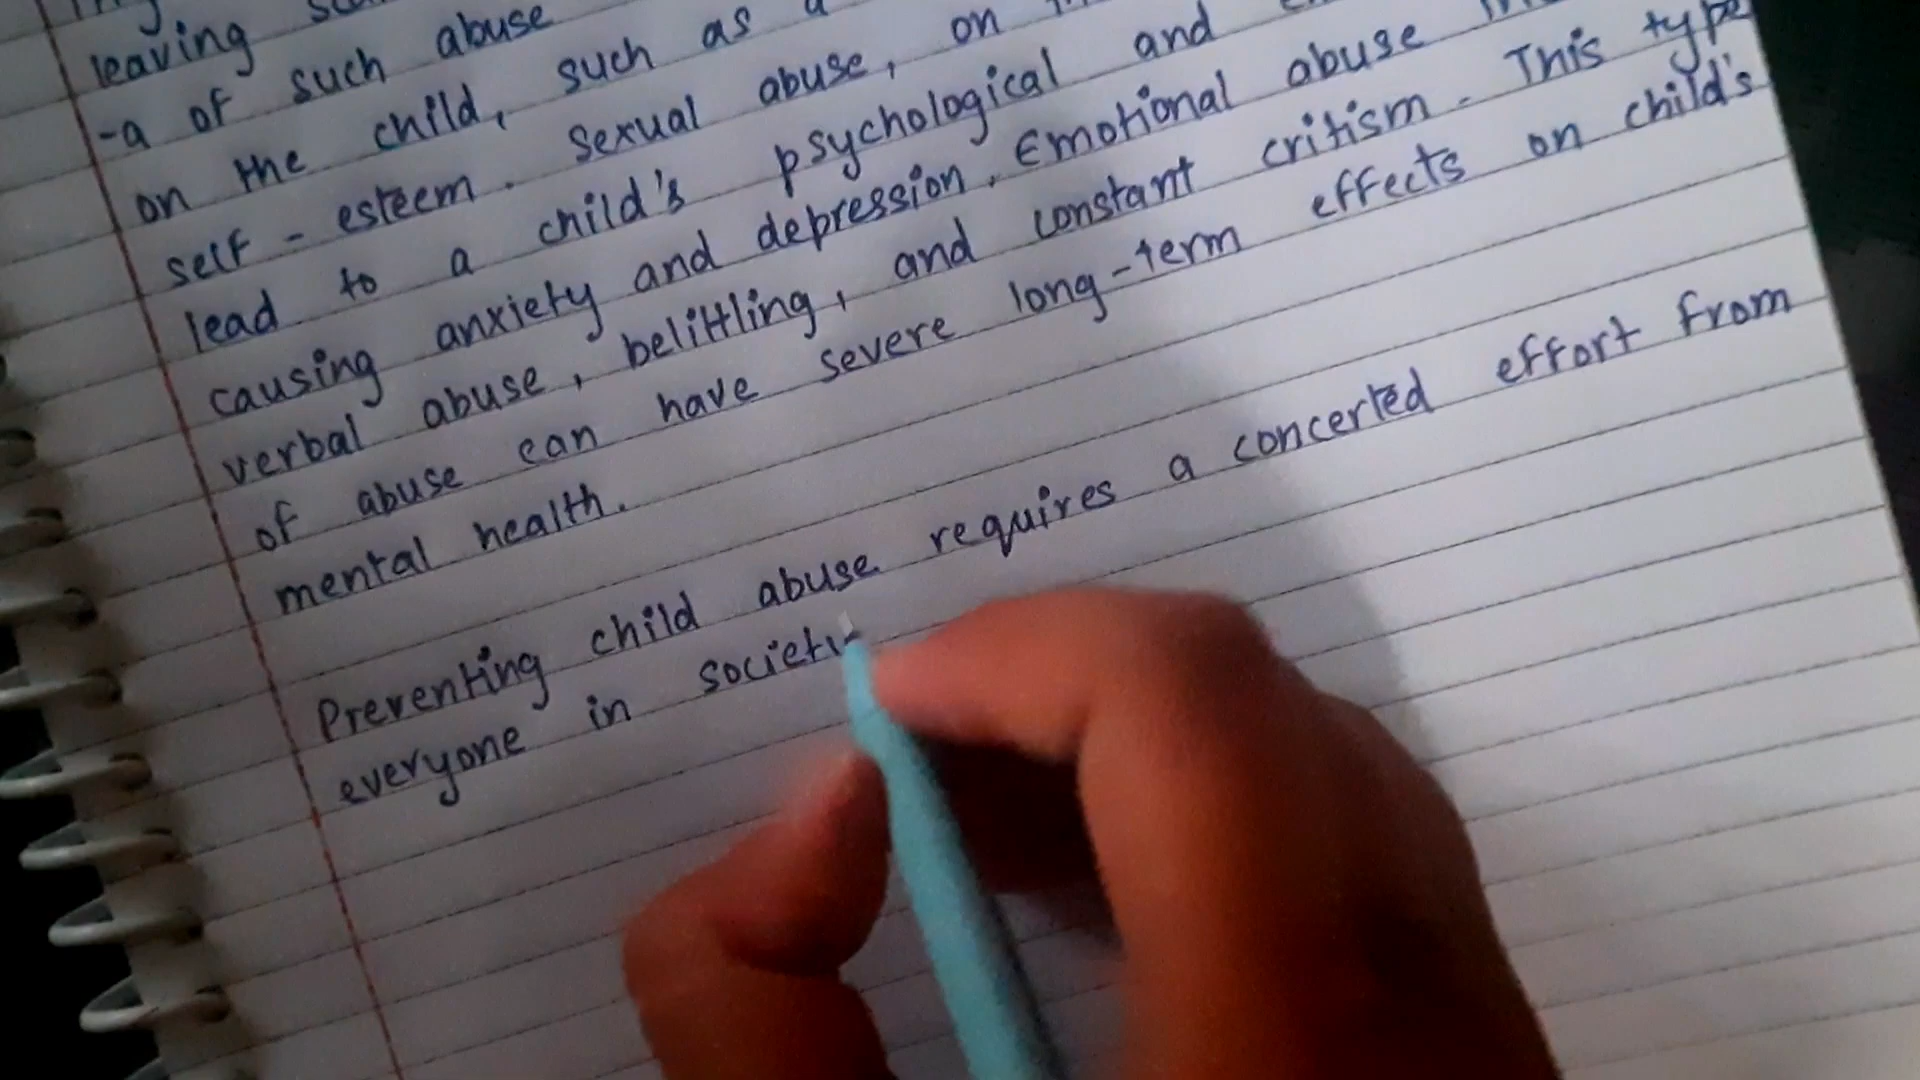 leaving
-a of such abuse
on the child, such as a
self - esteem. sexual abuse, on
lead to a child's psychological and
causing anxiety and depression. Emotional abuse
verbal abuse, belittling, and constant critism. This type
of abuse can have severe long-term effects on child's
mental health.
Preventing child abuse requires a concerted effort from
everyone in societ